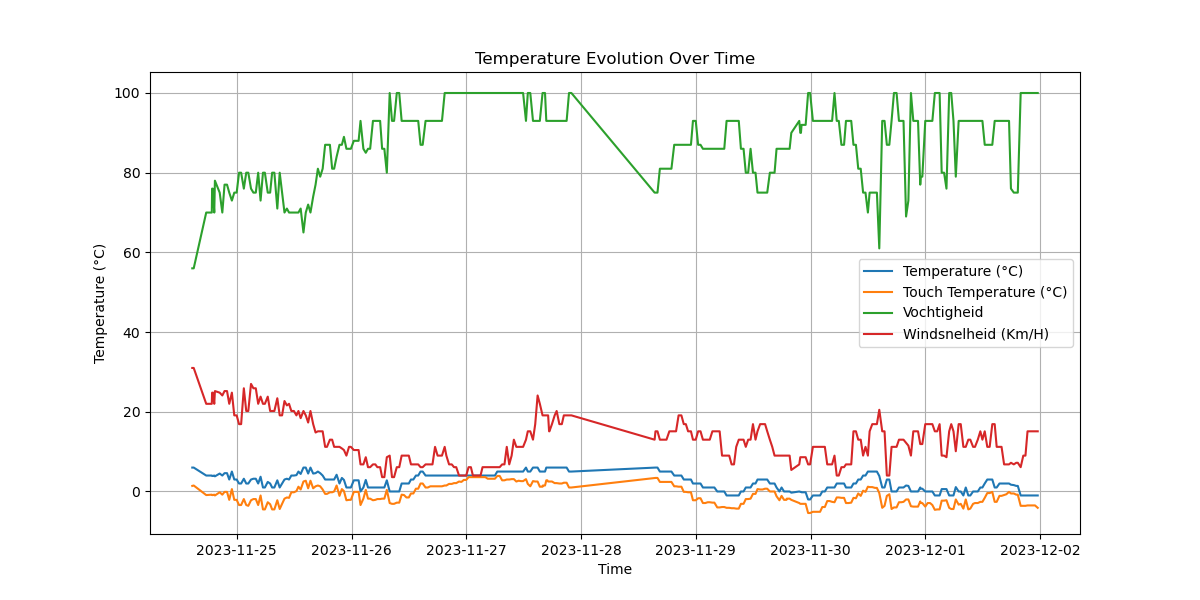 Temperature Evolution Over Time
Temperature (°C)
100
80
60
40
20
0
Temperature (°C)
Touch Temperature (°C)
Vochtigheid
Windsnelheid (Km/H)
2023-11-25 2023-11-26 2023-11-27 2023-11-28 2023-11-29 2023-11-30 2023-12-01 2023-12-02
Time